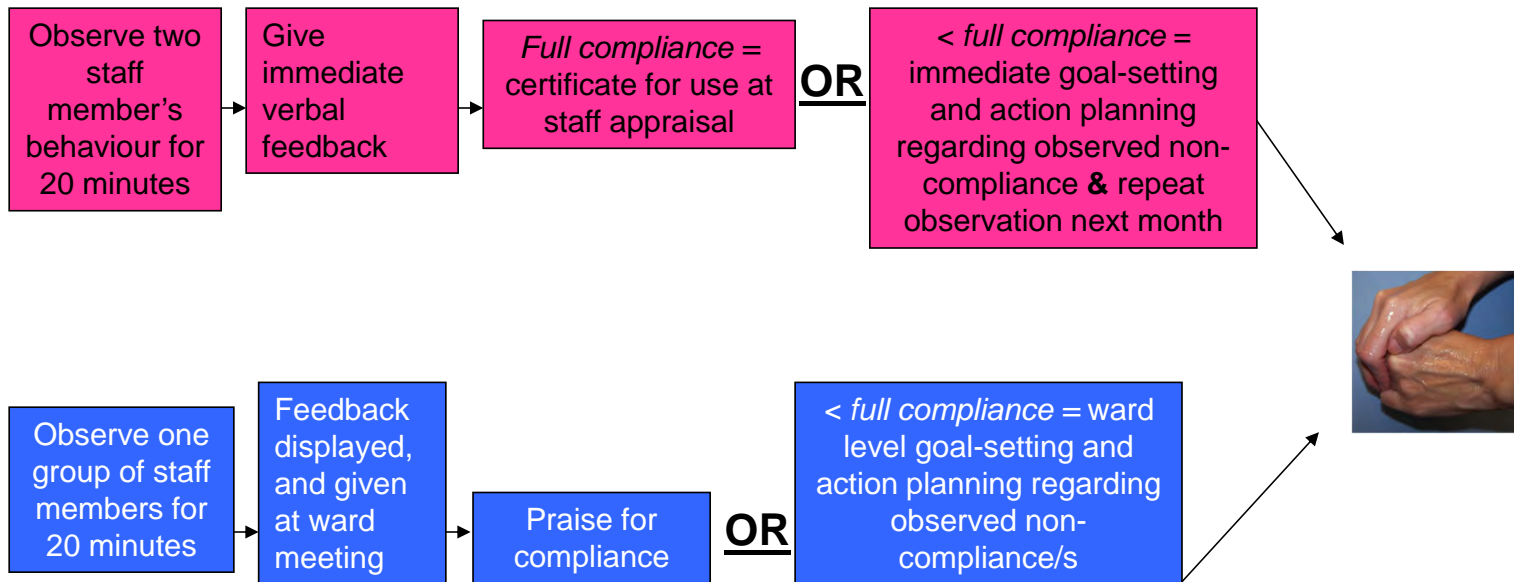 Observe two
staff
member's
behaviour for
20 minutes
Give
immediate
verbal
feedback
Full compliance =
certificate for use at
staff appraisal
OR
< full compliance =
immediate goal-setting
and action planning
regarding observed non-
compliance & repeat
observation next month
Observe one
group of staff
members for
20 minutes
Feedback
displayed,
and given
at ward
meeting
Praise for
compliance
OR
< full compliance = ward
level goal-setting and
action planning regarding
observed non-
compliance/s